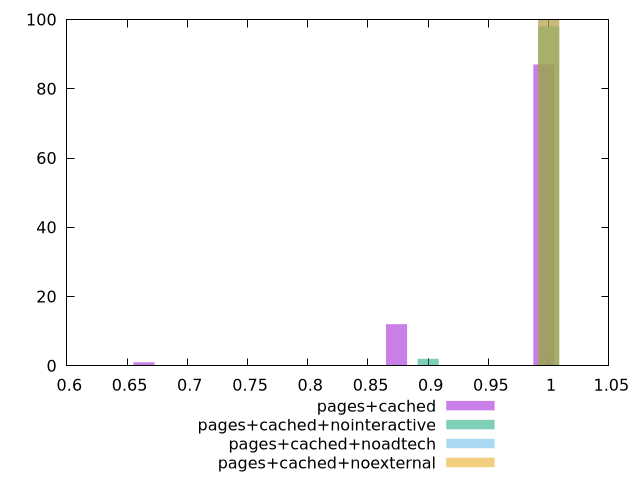 100
80
60
40
20
0
0.6 0.65 0.7 0.75 0.8 0.85 0.9 0.95 1 1.05
pages+cached
pages+cached+nointeractive
pages+cached+noadtech
pages+cached+noexternal